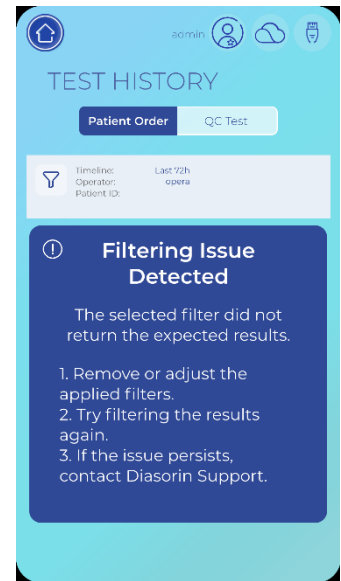 admin
TEST HISTORY
Patient Order QC Test
Timeline: Last 72h
Operator: opera
Patient ID:
Filtering Issue
Detected
The selected filter did not
return the expected results.
1. Remove or adjust the
applied filters.
2. Try filtering the results
again.
3. If the issue persists,
contact Diasorin Support.